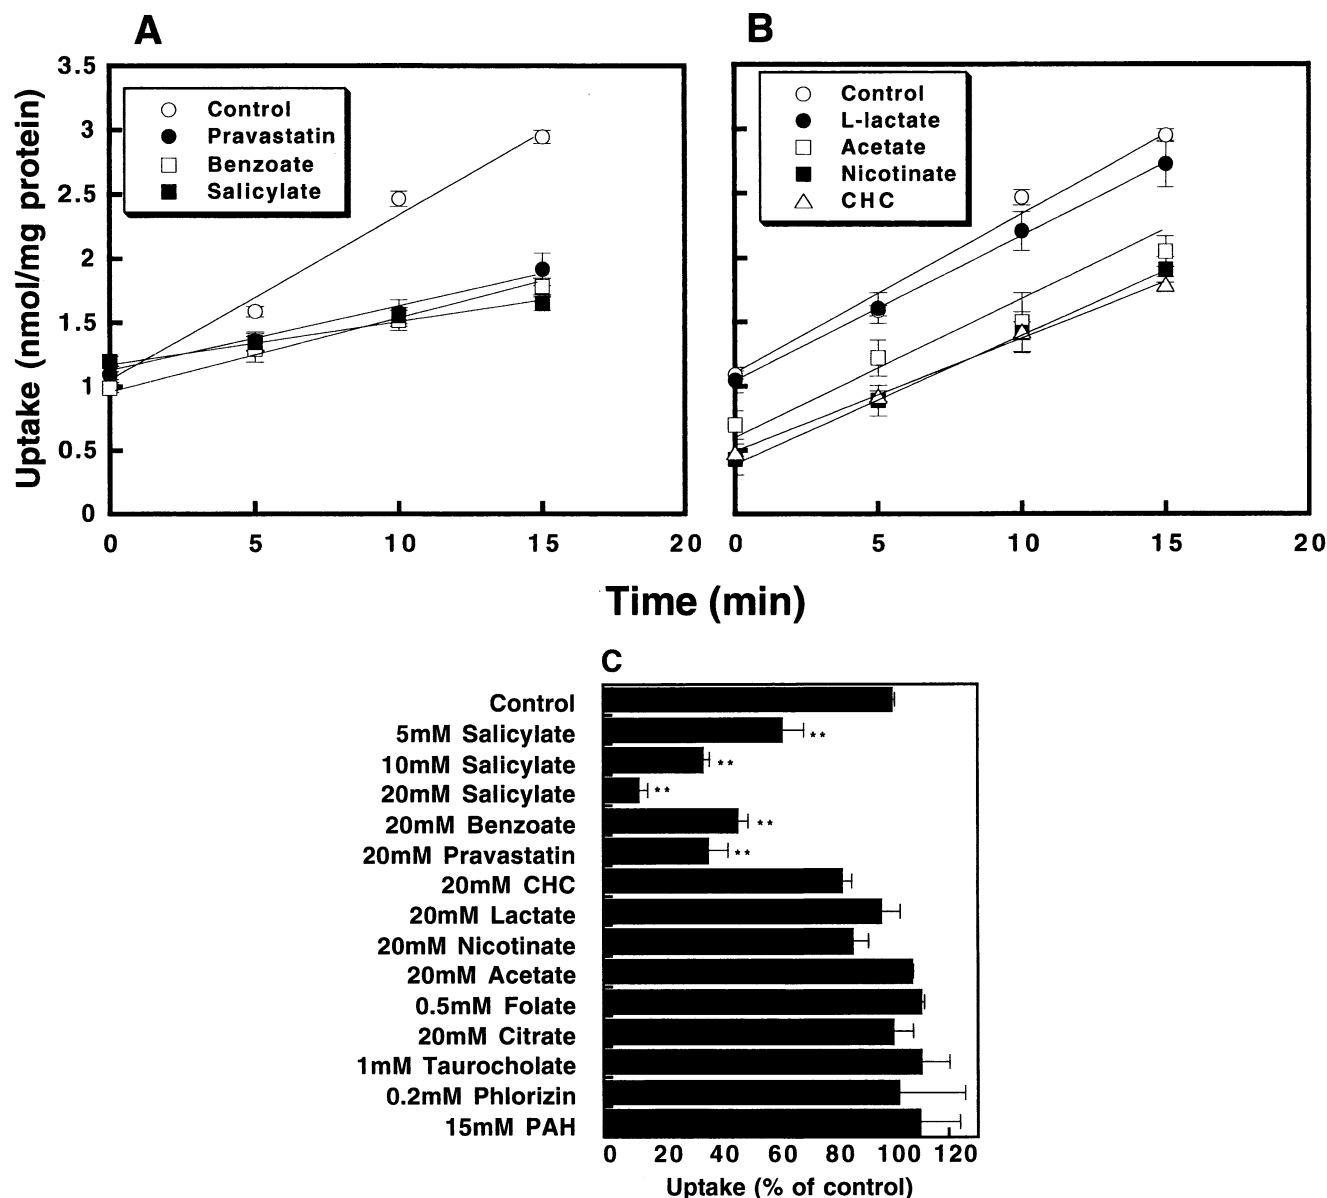 A
3.5
3
2.5
2
1.5
1
0.5
0
Uptake (nmol/mg protein)
Control
Pravastatin
Benzoate
Salicylate
0 5 10 15 20
B
Control
L-lactate
Acetate
Nicotinate
CHC
0 5 10 15 20
Time (min)
C
Control
5mM Salicylate **
10mM Salicylate **
20mM Salicylate **
20mM Benzoate **
20mM Pravastatin **
20mM CHC
20mM Lactate
20mM Nicotinate
20mM Acetate
0.5mM Folate
20mM Citrate
1mM Taurocholate
0.2mM Phlorizin
15mM PAH
0 20 40 60 80 100 120
Uptake (% of control)